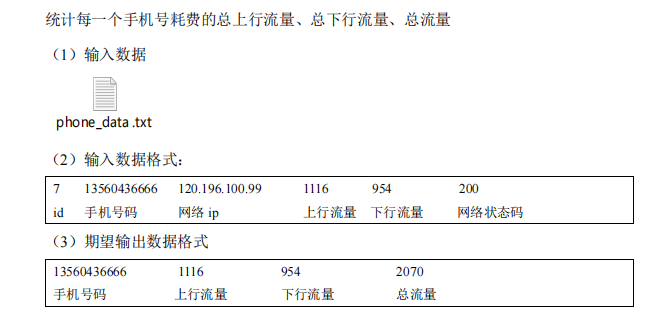 统计每一个手机号耗费的总上行流量、总下行流量、总流量
（1）输入数据
phone_data .txt
（2）输入数据格式：
7 13560436666 120.196.100.99 1116 954 200
id 手机号码 网络 ip 上行流量 下行流量 网络状态码
（3）期望输出数据格式
13560436666 1116 954 2070
手机号码 上行流量 下行流量 总流量